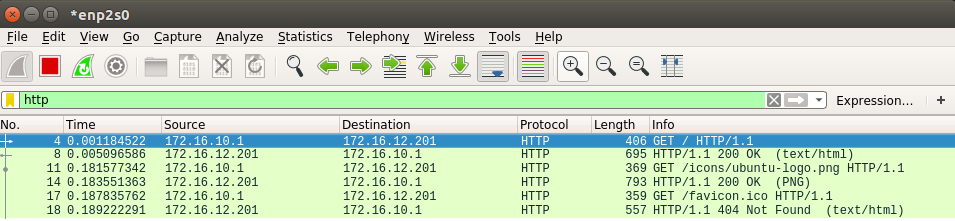 *enp2s0
File Edit View Go Capture Analyze Statistics Telephony Wireless Tools Help
http Expression... +
No. Time Source Destination Protocol Length Info
4 0.001184522 172.16.10.1 172.16.12.201 HTTP 406 GET / HTTP/1.1
8 0.005096586 172.16.12.201 172.16.10.1 HTTP 695 HTTP/1.1 200 OK (text/html)
11 0.181577342 172.16.10.1 172.16.12.201 HTTP 369 GET /icons/ubuntu-logo.png HTTP/1.1
14 0.183551363 172.16.12.201 172.16.10.1 HTTP 793 HTTP/1.1 200 OK (PNG)
17 0.187835762 172.16.10.1 172.16.12.201 HTTP 359 GET /favicon.ico HTTP/1.1
18 0.189222291 172.16.12.201 172.16.10.1 HTTP 557 HTTP/1.1 404 Not Found (text/html)